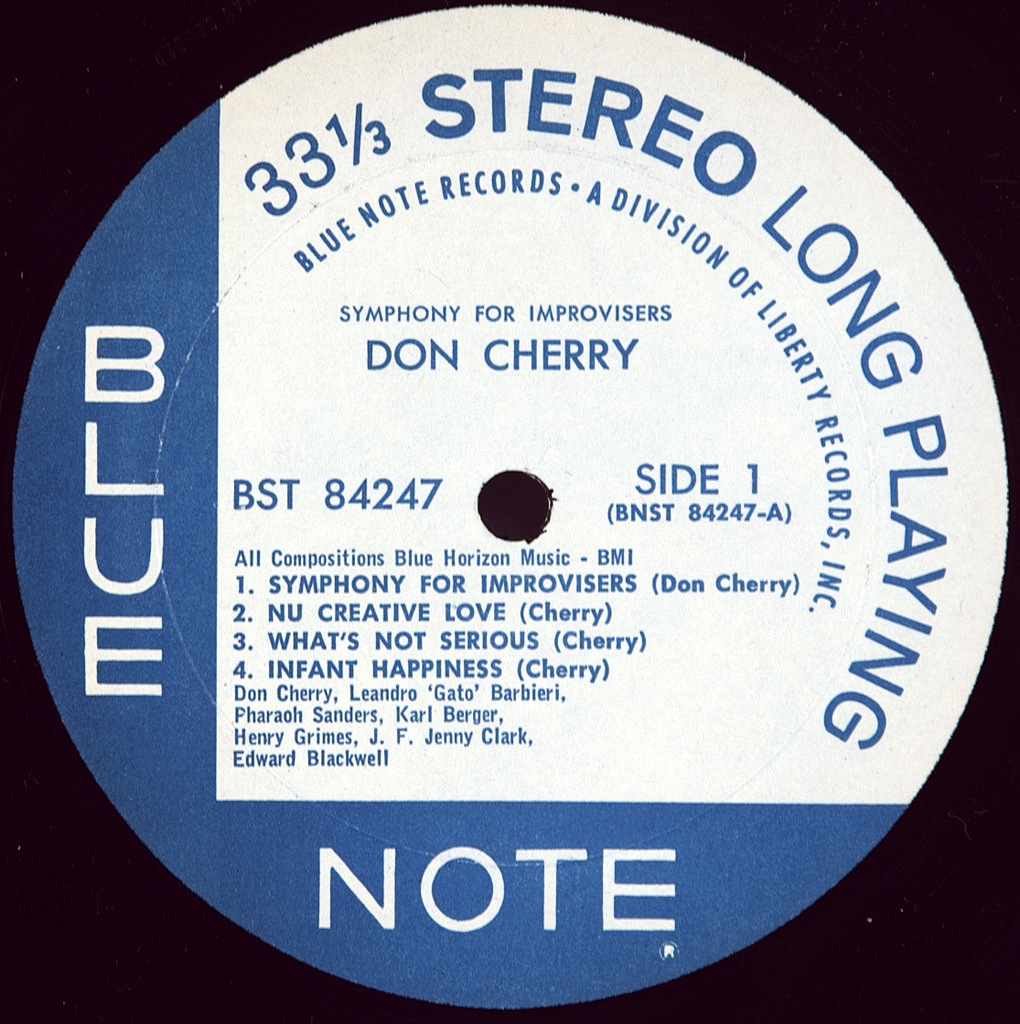 33 1/3 STEREO LONG PLAYING
BLUE NOTE RECORDS • A DIVISION OF LIBERTY RECORDS, INC.
SYMPHONY FOR IMPROVISERS
DON CHERRY
BST 84247
SIDE 1
(BNST 84247-A)
All Compositions Blue Horizon Music - BMI
1. SYMPHONY FOR IMPROVISERS (Don Cherry)
2. NU CREATIVE LOVE (Cherry)
3. WHAT'S NOT SERIOUS (Cherry)
4. INFANT HAPPINESS (Cherry)
Don Cherry, Leandro 'Gato' Barbieri,
Pharaoh Sanders, Karl Berger,
Henry Grimes, J. F. Jenny Clark,
Edward Blackwell
BLUE
NOTE
®